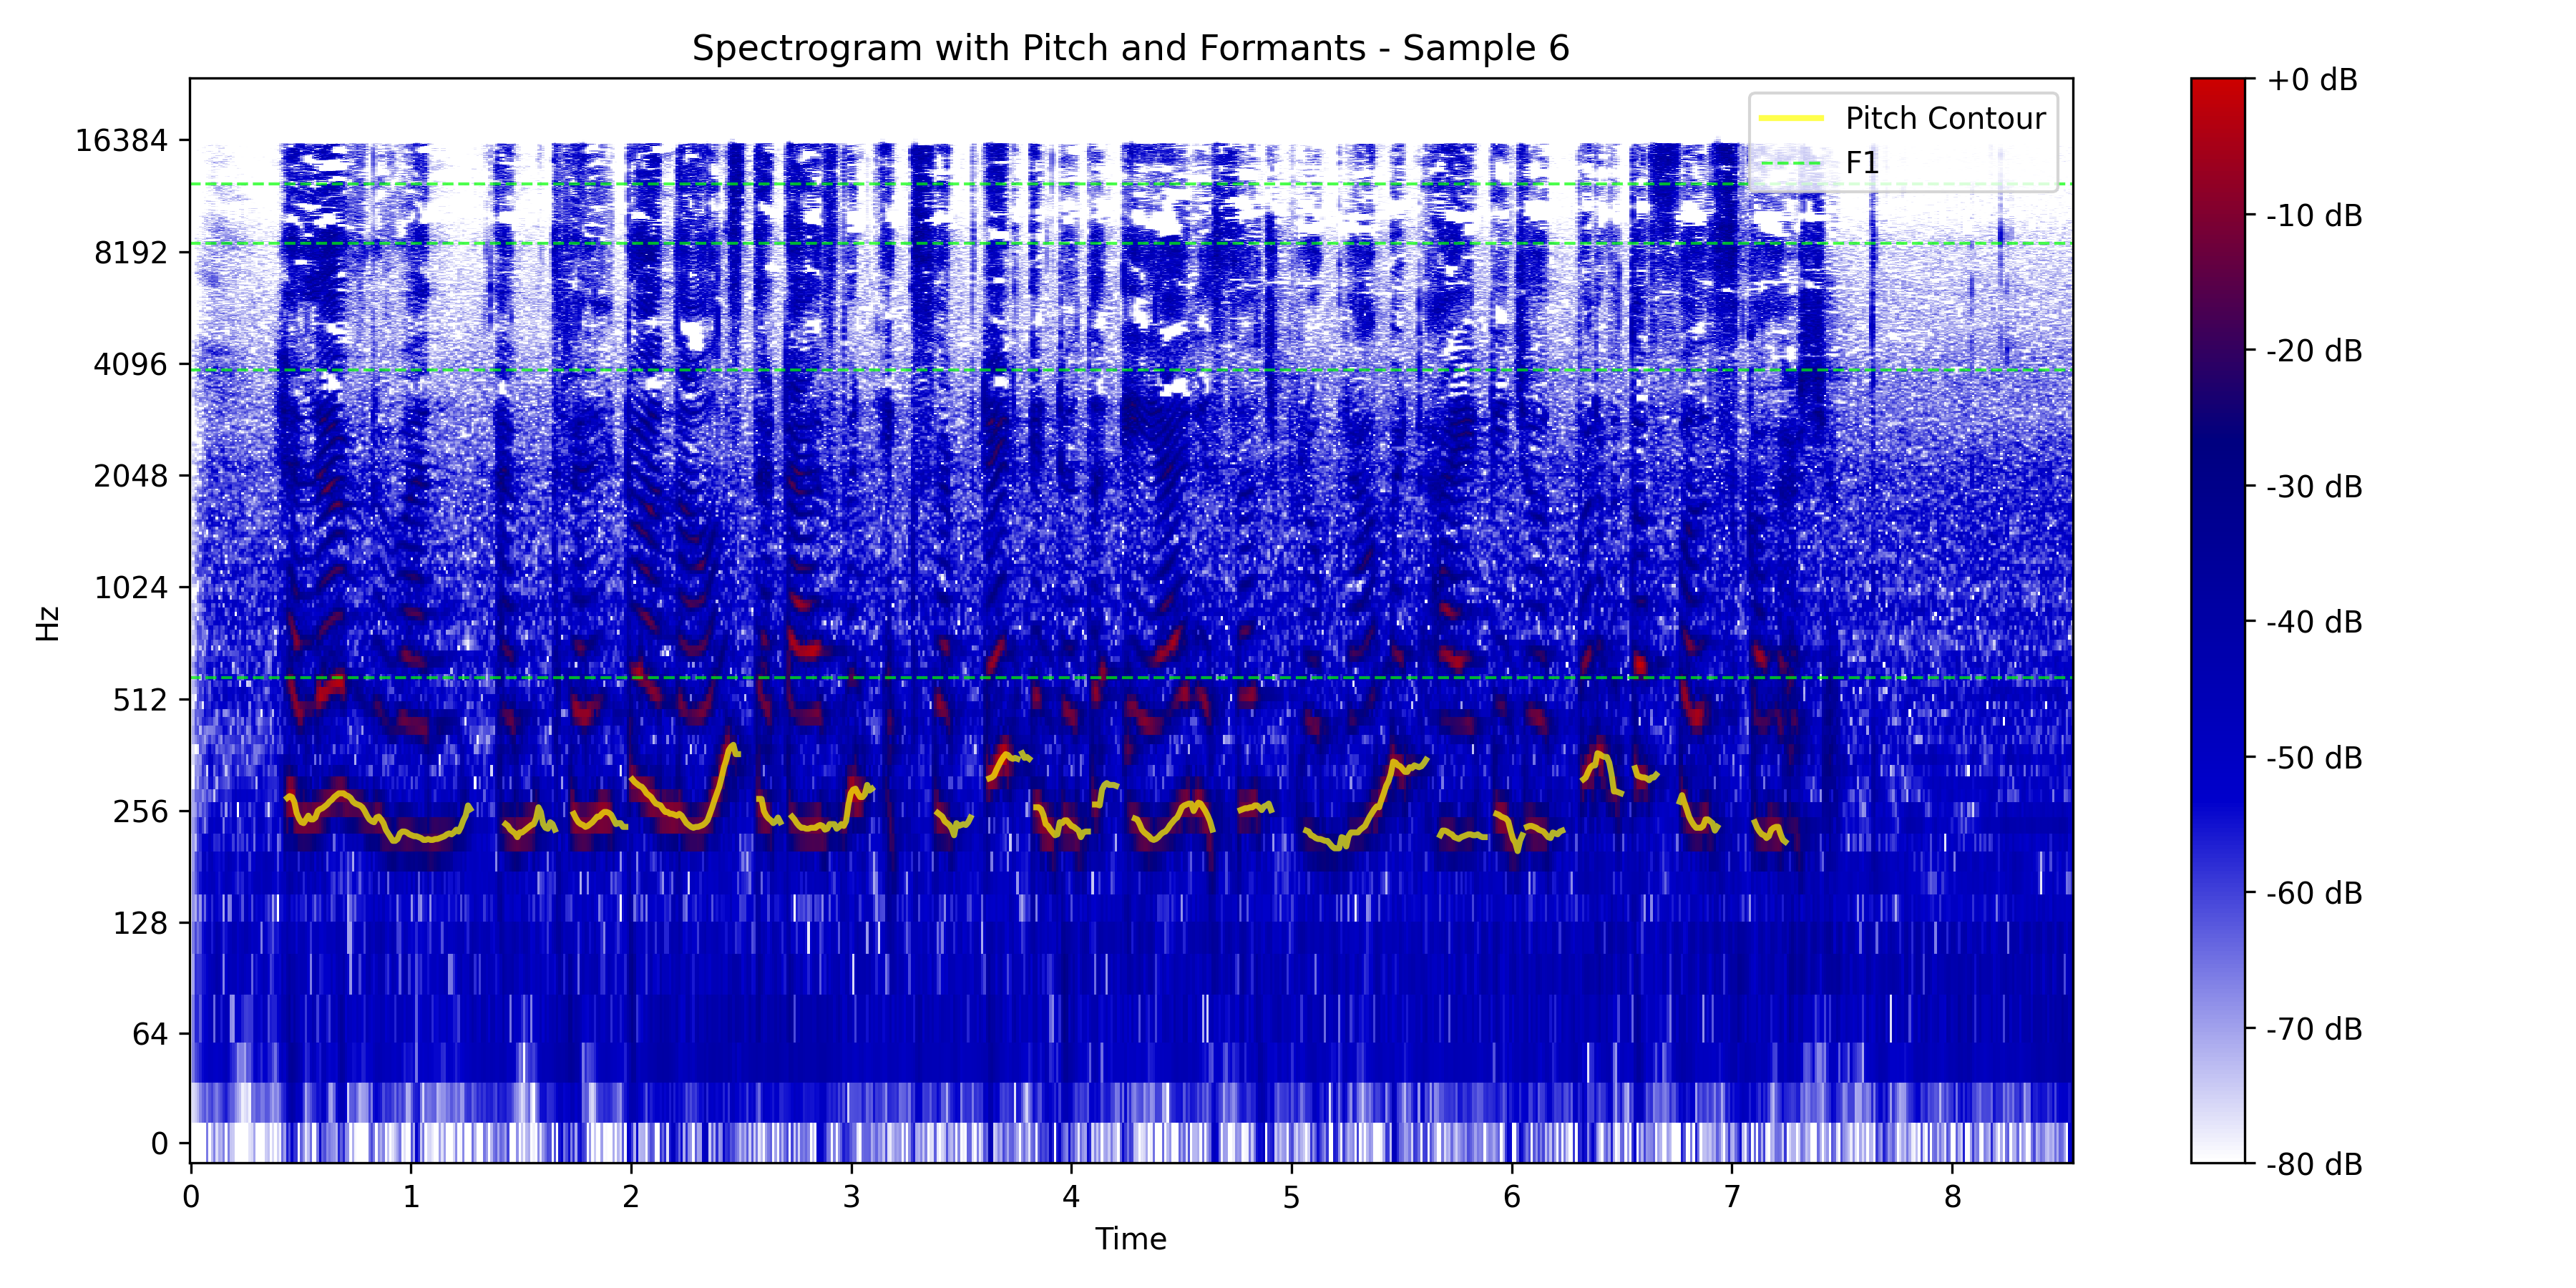 Spectrogram with Pitch and Formants - Sample 6
Pitch Contour
F1
Hz
16384
8192
4096
2048
1024
512
256
128
64
0
0 1 2 3 4 5 6 7 8
Time
+0 dB
-10 dB
-20 dB
-30 dB
-40 dB
-50 dB
-60 dB
-70 dB
-80 dB